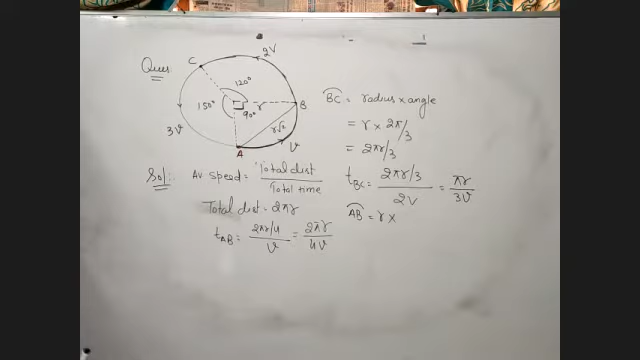 Ques
C
2V
120°
150°
r
B
90°
r√2
3V
A
V
Sol:-
Av speed = Total dist / Total time
Total dist = 2πr
tAB = 2πr/4 / V = 2πr / 4V
BC = radius × angle
= r × 2π/3
= 2πr/3
tBC = 2πr/3 / 2V = πr / 3V
AB = r ×